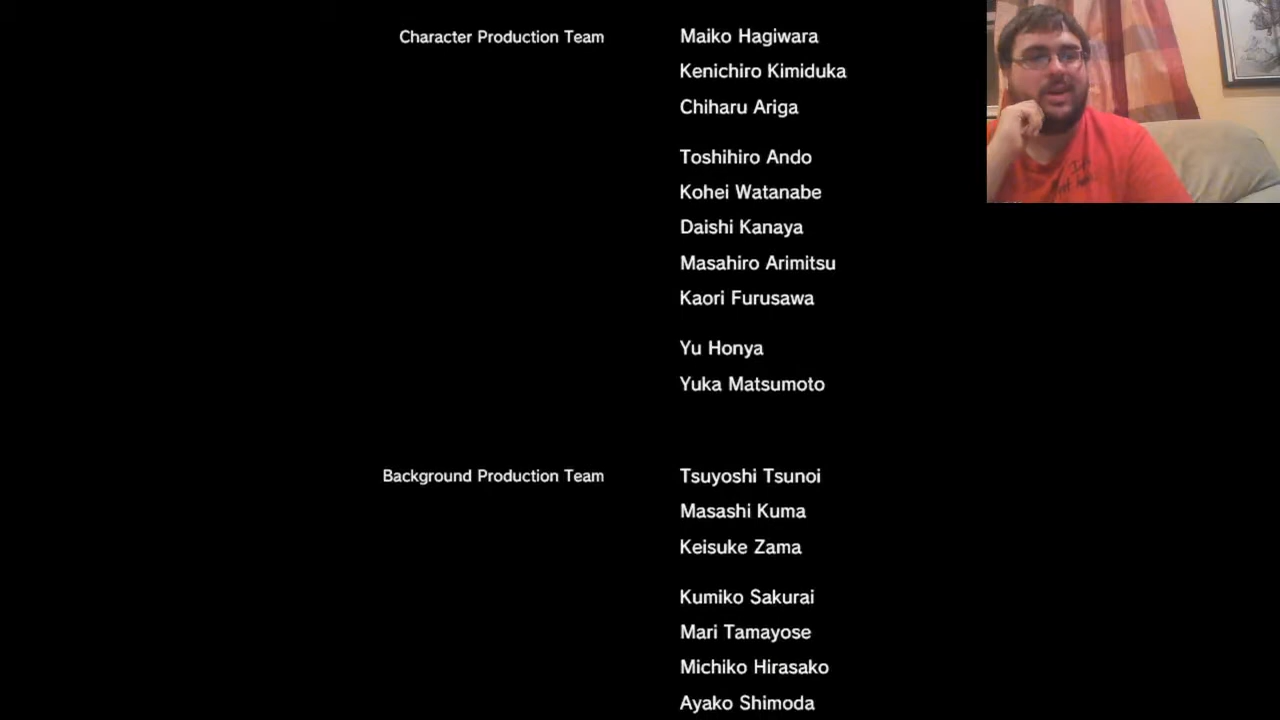 Character Production Team
Maiko Hagiwara
Kenichiro Kimiduka
Chiharu Ariga
Toshihiro Ando
Kohei Watanabe
Daishi Kanaya
Masahiro Arimitsu
Kaori Furusawa
Yu Honya
Yuka Matsumoto
Background Production Team
Tsuyoshi Tsunoi
Masashi Kuma
Keisuke Zama
Kumiko Sakurai
Mari Tamayose
Michiko Hirasako
Ayako Shimoda